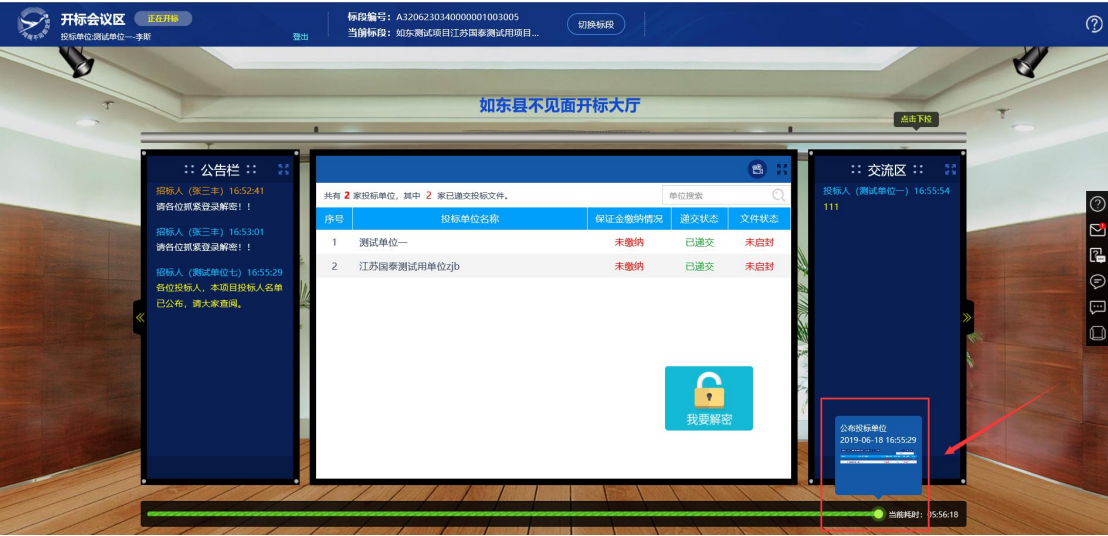 开标会议区 正在开标
投标单位:测试单位一--李斯
登出
标段编号：A3206230340000001003005
当前标段：如东测试项目江苏国泰测试用项目...
切换标段
如东县不见面开标大厅
点击下拉
:: 公告栏 ::
招标人（张三丰）16:52:41
请各位抓紧登录解密！！
招标人（张三丰）16:53:01
请各位抓紧登录解密！！
招标人（测试单位七）16:55:29
各位投标人，本项目投标人名单
已公布，请大家查阅。
共有 2 家投标单位，其中 2 家已递交投标文件。
单位搜索
序号 投标单位名称 保证金缴纳情况 递交状态 文件状态
1 测试单位一 未缴纳 已递交 未启封
2 江苏国泰测试用单位zjb 未缴纳 已递交 未启封
我要解密
:: 交流区 ::
投标人（测试单位一）16:55:54
111
公布投标单位
2019-06-18 16:55:29
当前耗时：05:56:18